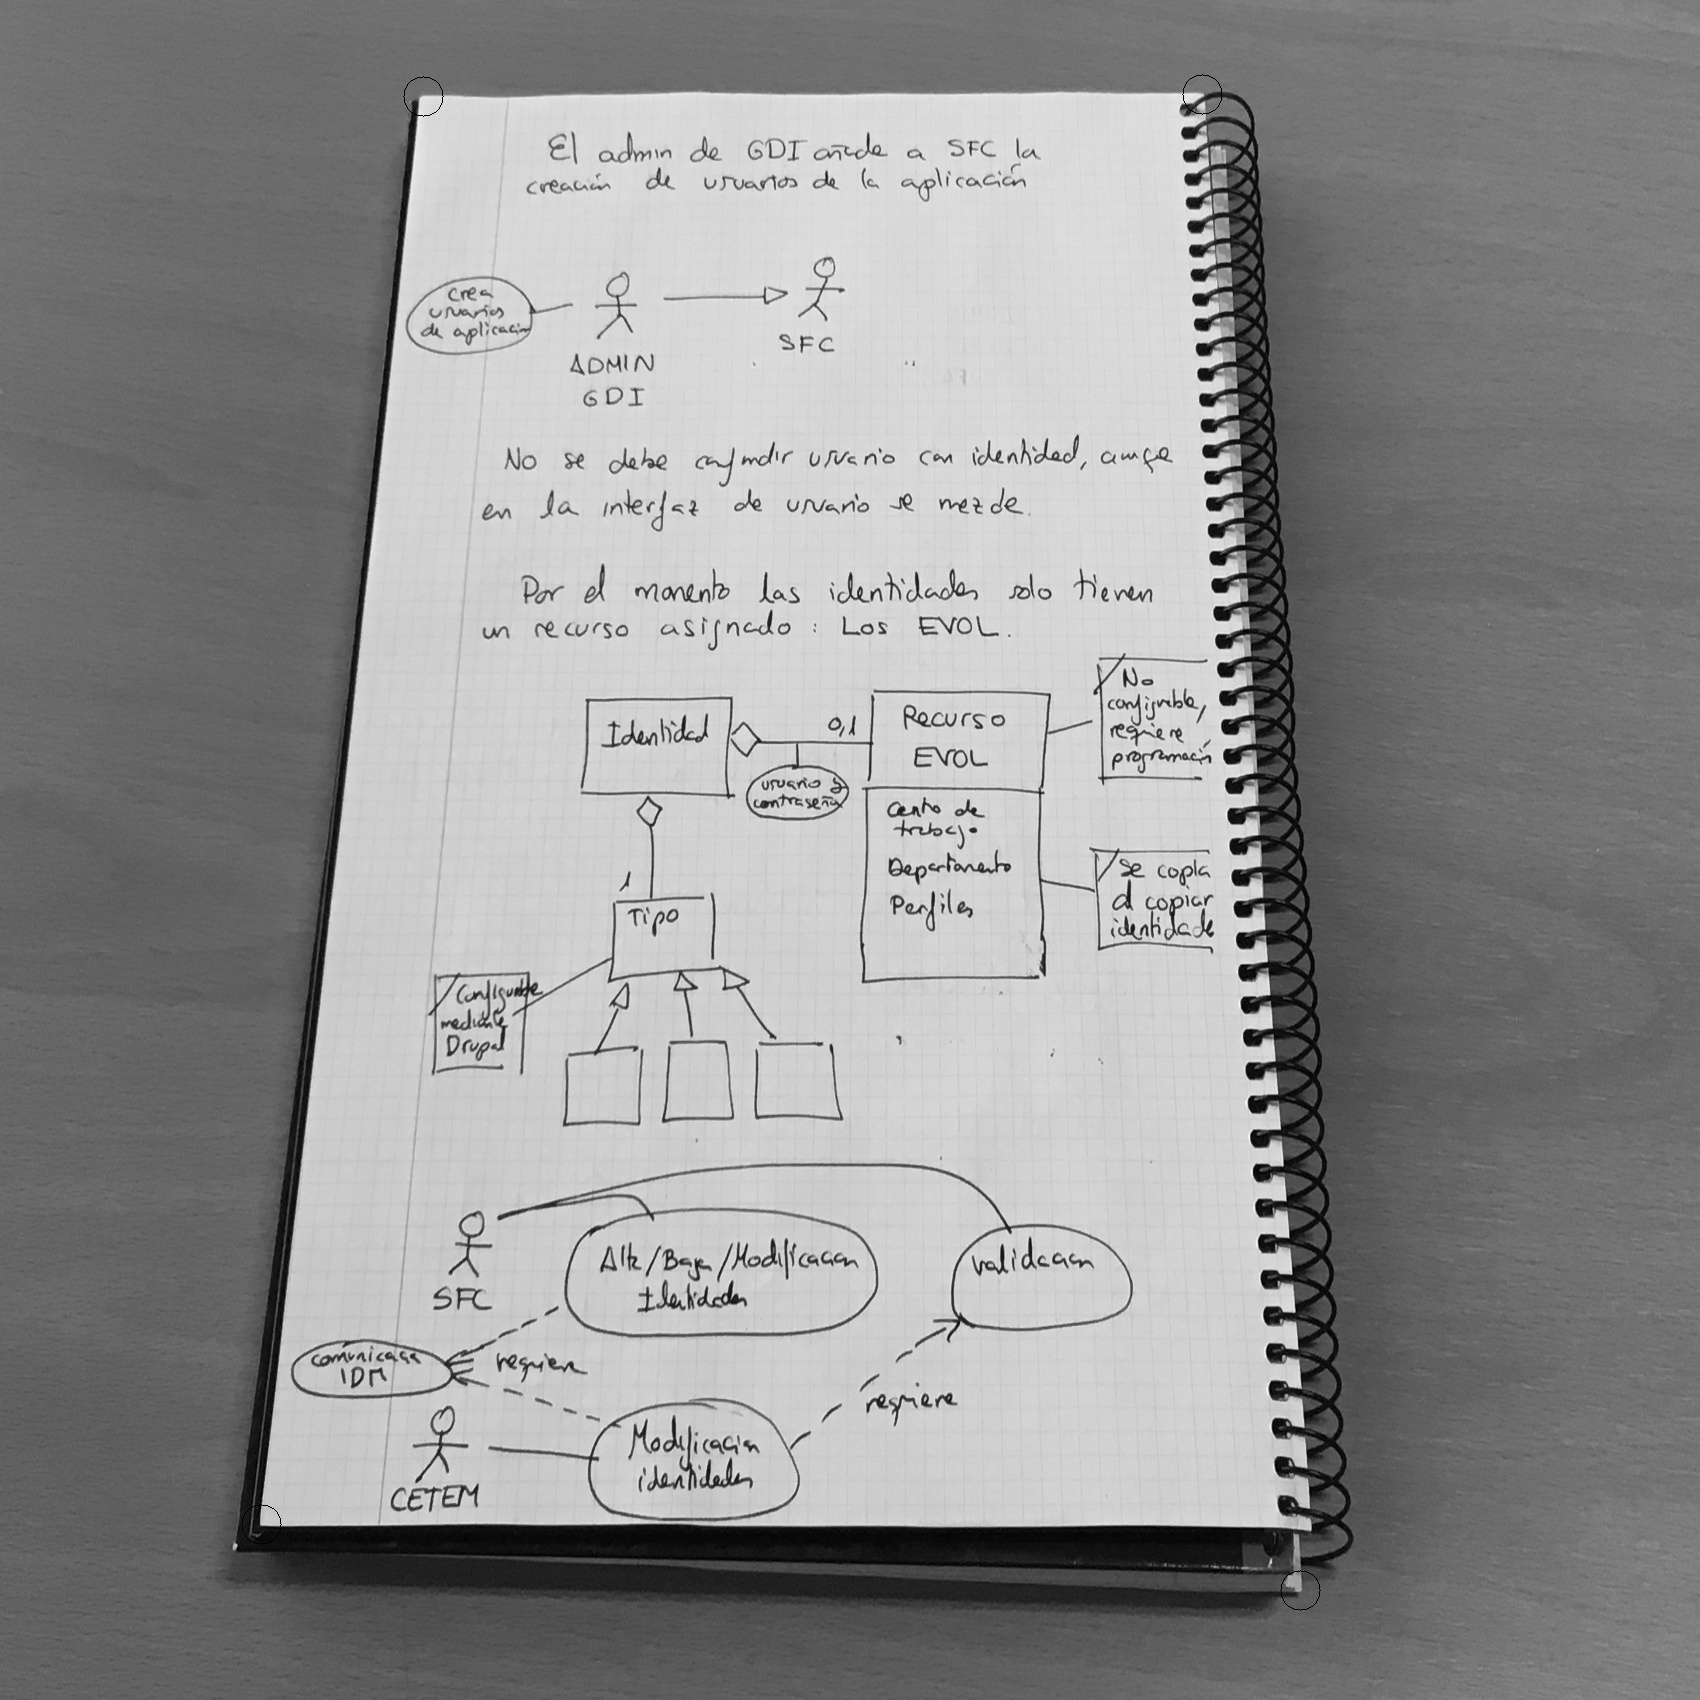 El admin de GDI añade a SFC la
creación de usuarios de la aplicación
crea
usuarios
de aplicación
ADMIN
GDI
SFC
No se debe confundir usuario con identidad, aunque
en la interfaz de usuario se mezcle.
Por el momento las identidades solo tienen
un recurso asignado: Los EVOL.
Identidad
0,1
usuario y
contraseña
Recurso
EVOL
Centro de
trabajo
Departamento
Perfiles
No
configurable,
requiere
programación
Se copia
al copiar
identidade
1
Tipo
Configurable
mediante
Drupal
SFC
Alta/Baja/Modificacion
Identidades
validacion
comunicacion
IDM
requiere
requiere
CETEM
Modificación
identidades